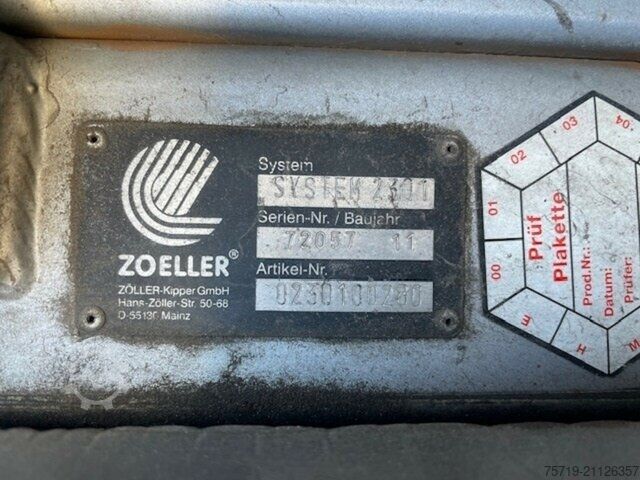 System
SYSTEM 2301
Serien-Nr. / Baujahr
72057 11
Artikel-Nr.
ZOELLER®
ZÖLLER-Kipper GmbH
Hans-Zöller-Str. 50-68
D-55130 Mainz
00
01
02
03
04
Prüf
Plakette
Prod.Nr.:
Datum:
Prüfer:
E
H
M
75719-21126357